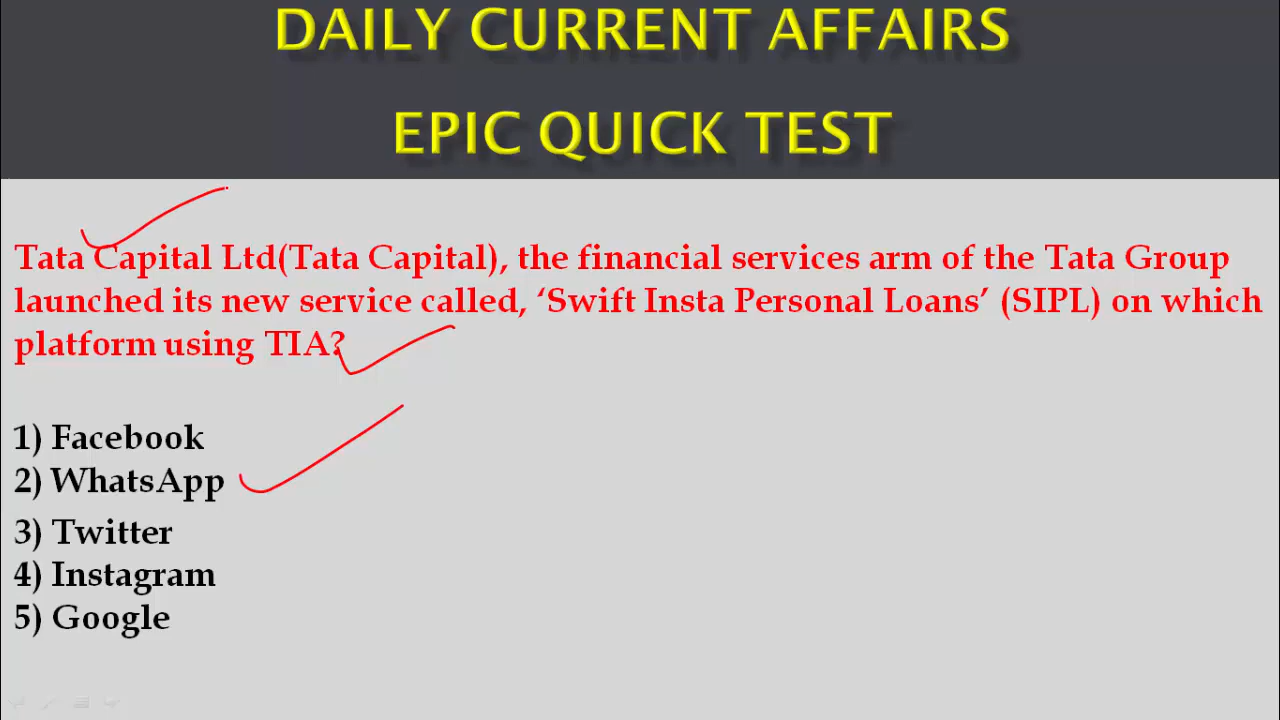 DAILY CURRENT AFFAIRS
EPIC QUICK TEST
Tata Capital Ltd(Tata Capital), the financial services arm of the Tata Group
launched its new service called, ‘Swift Insta Personal Loans’ (SIPL) on which
platform using TIA?
1) Facebook
2) WhatsApp
3) Twitter
4) Instagram
5) Google